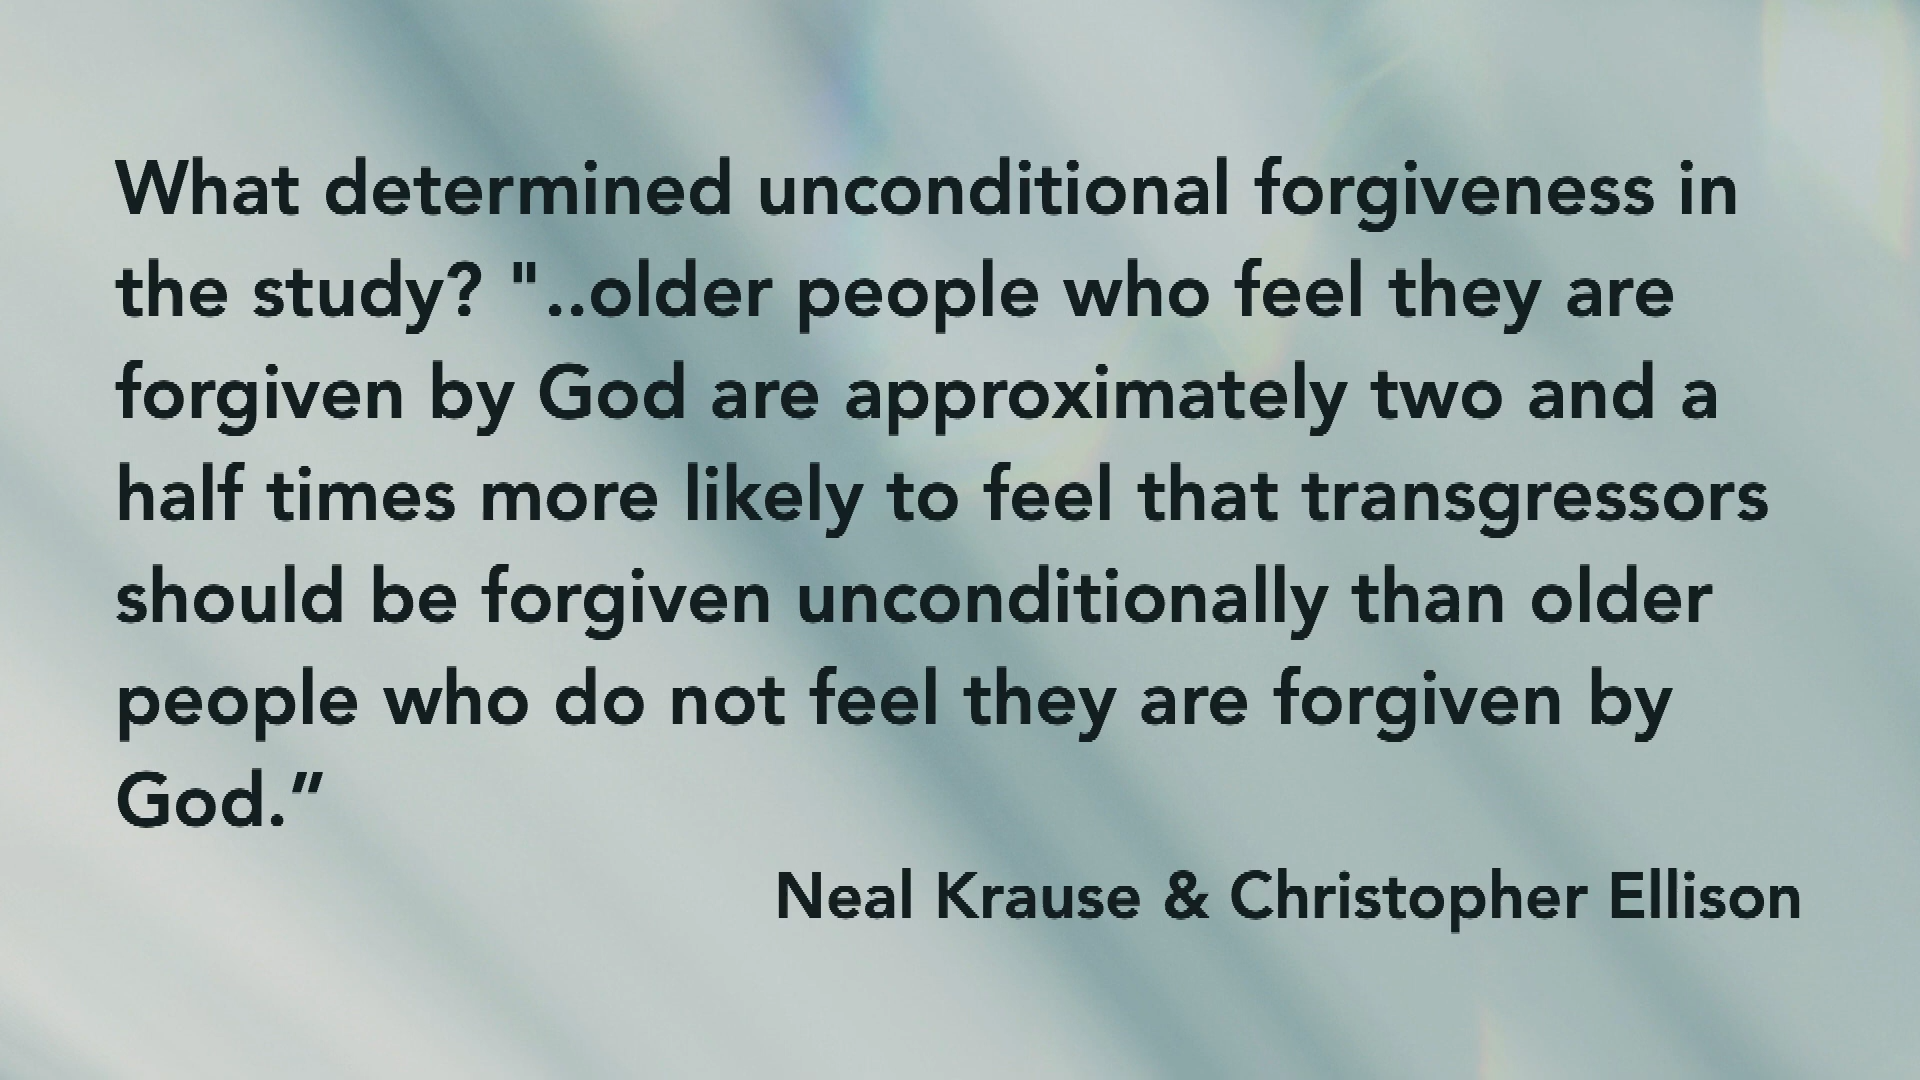 What determined unconditional forgiveness in
the study? "..older people who feel they are
forgiven by God are approximately two and a
half times more likely to feel that transgressors
should be forgiven unconditionally than older
people who do not feel they are forgiven by
God.”
Neal Krause & Christopher Ellison